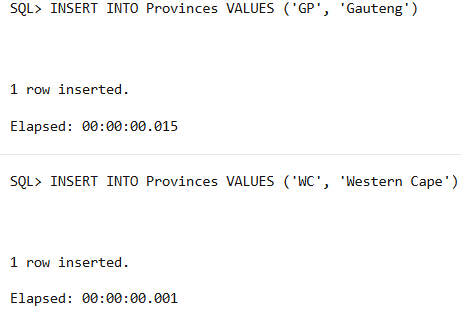 SQL> INSERT INTO Provinces VALUES ('GP', 'Gauteng')
1 row inserted.
Elapsed: 00:00:00.015
SQL> INSERT INTO Provinces VALUES ('WC', 'Western Cape')
1 row inserted.
Elapsed: 00:00:00.001